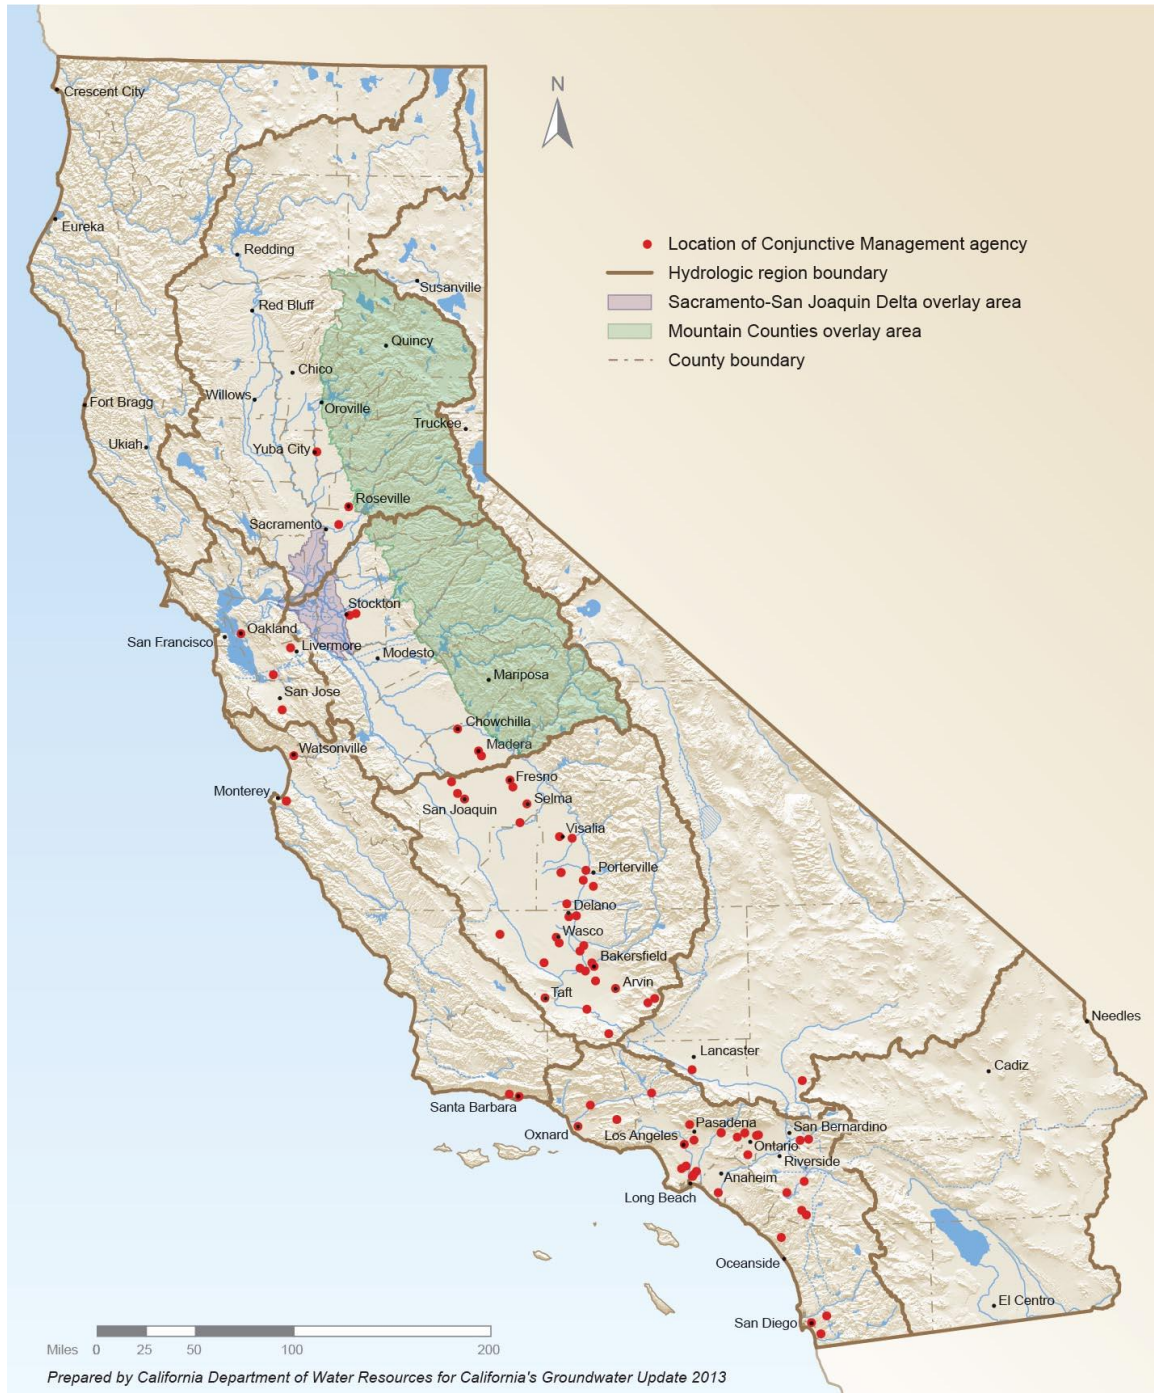 N
Crescent City
Eureka
Redding
Location of Conjunctive Management agency
Hydrologic region boundary
Susanville
Sacramento-San Joaquin Delta overlay area
Red Bluff
Mountain Counties overlay area
Quincy
County boundary
Chico
Willows
Fort Bragg
Oroville
Truckee
Ukiah
Yuba City
Roseville
Sacramento
Stockton
Oakland
San Francisco
Livermore
Modesto
Mariposa
San Jose
Chowchilla
Watsonville
Madera
Fresno
Monterey
Selma
San Joaquin
Visalia
Porterville
Delano
Wasco
Bakersfield
Arvin
Taft
Needles
Lancaster
Cadiz
Santa Barbara
Pasadena
San Bernardino
Oxnard
Los Angeles
Ontario
Riverside
Anaheim
Long Beach
Oceanside
El Centro
San Diego
Miles 0 25 50 100 200
Prepared by California Department of Water Resources for California's Groundwater Update 2013